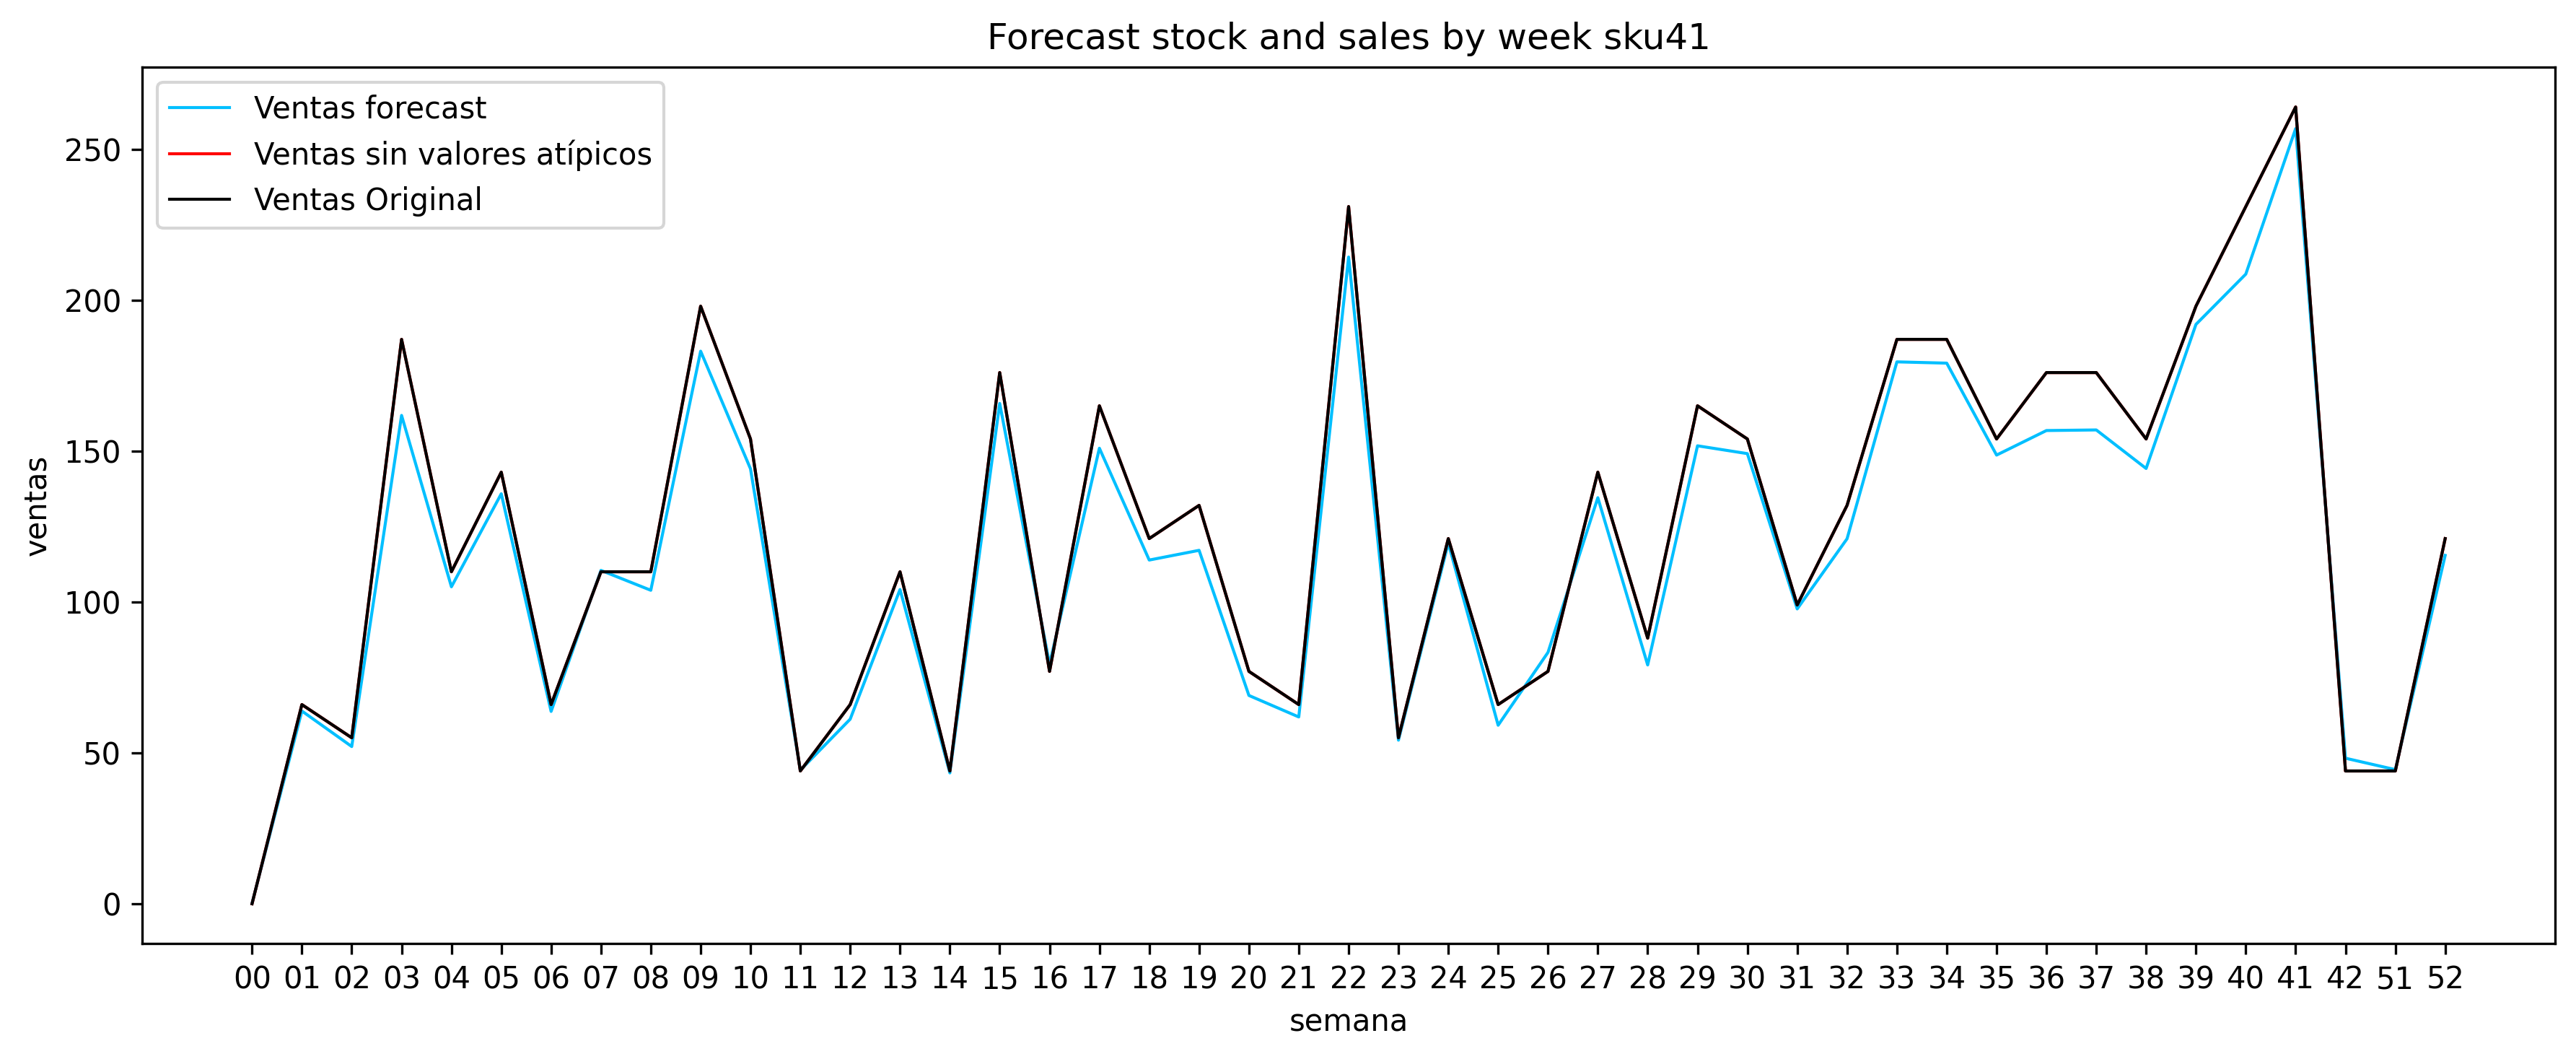 Forecast stock and sales by week sku41
Ventas forecast
Ventas sin valores atípicos
Ventas Original
250
200
150
100
50
0
ventas
00 01 02 03 04 05 06 07 08 09 10 11 12 13 14 15 16 17 18 19 20 21 22 23 24 25 26 27 28 29 30 31 32 33 34 35 36 37 38 39 40 41 42 51 52
semana